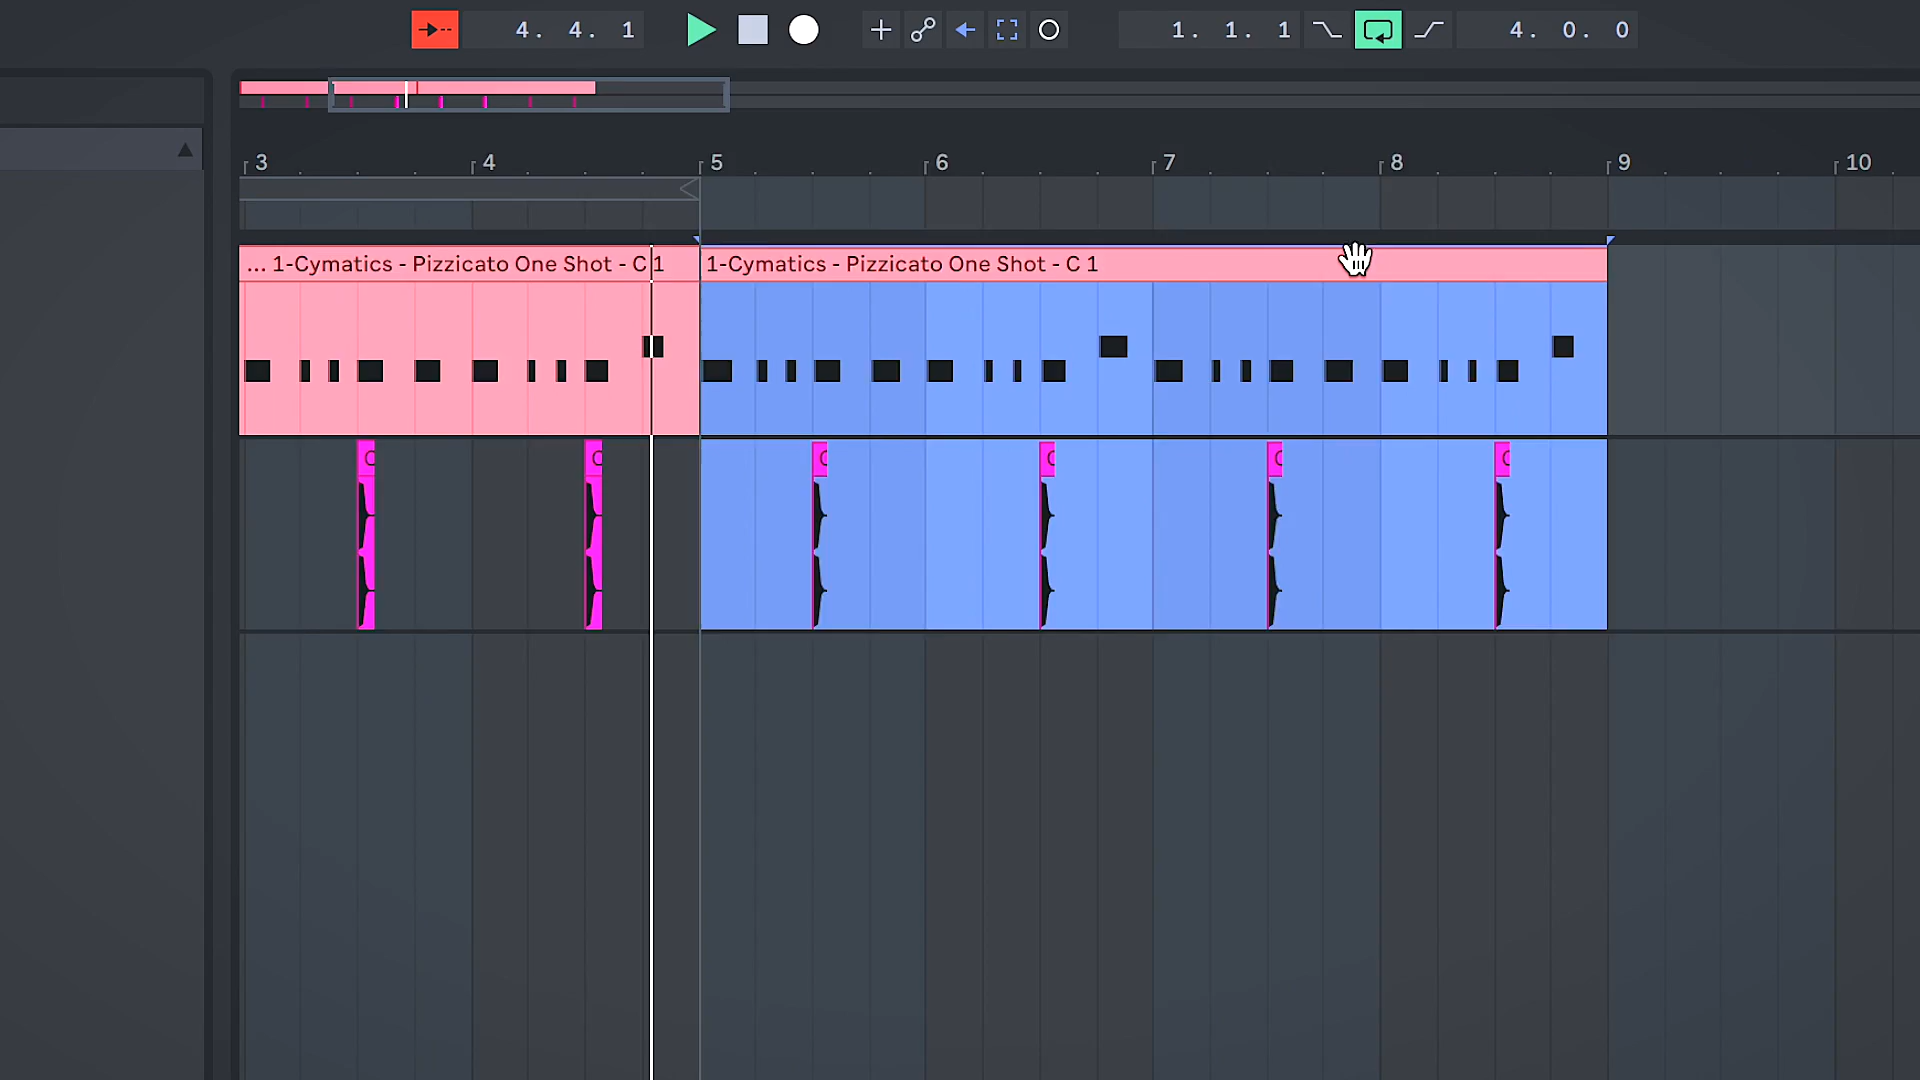 4. 4. 1
1. 1. 1
4. 0. 0
3 4 5 6 7 8 9 10
... 1-Cymatics - Pizzicato One Shot - C 1
1-Cymatics - Pizzicato One Shot - C 1